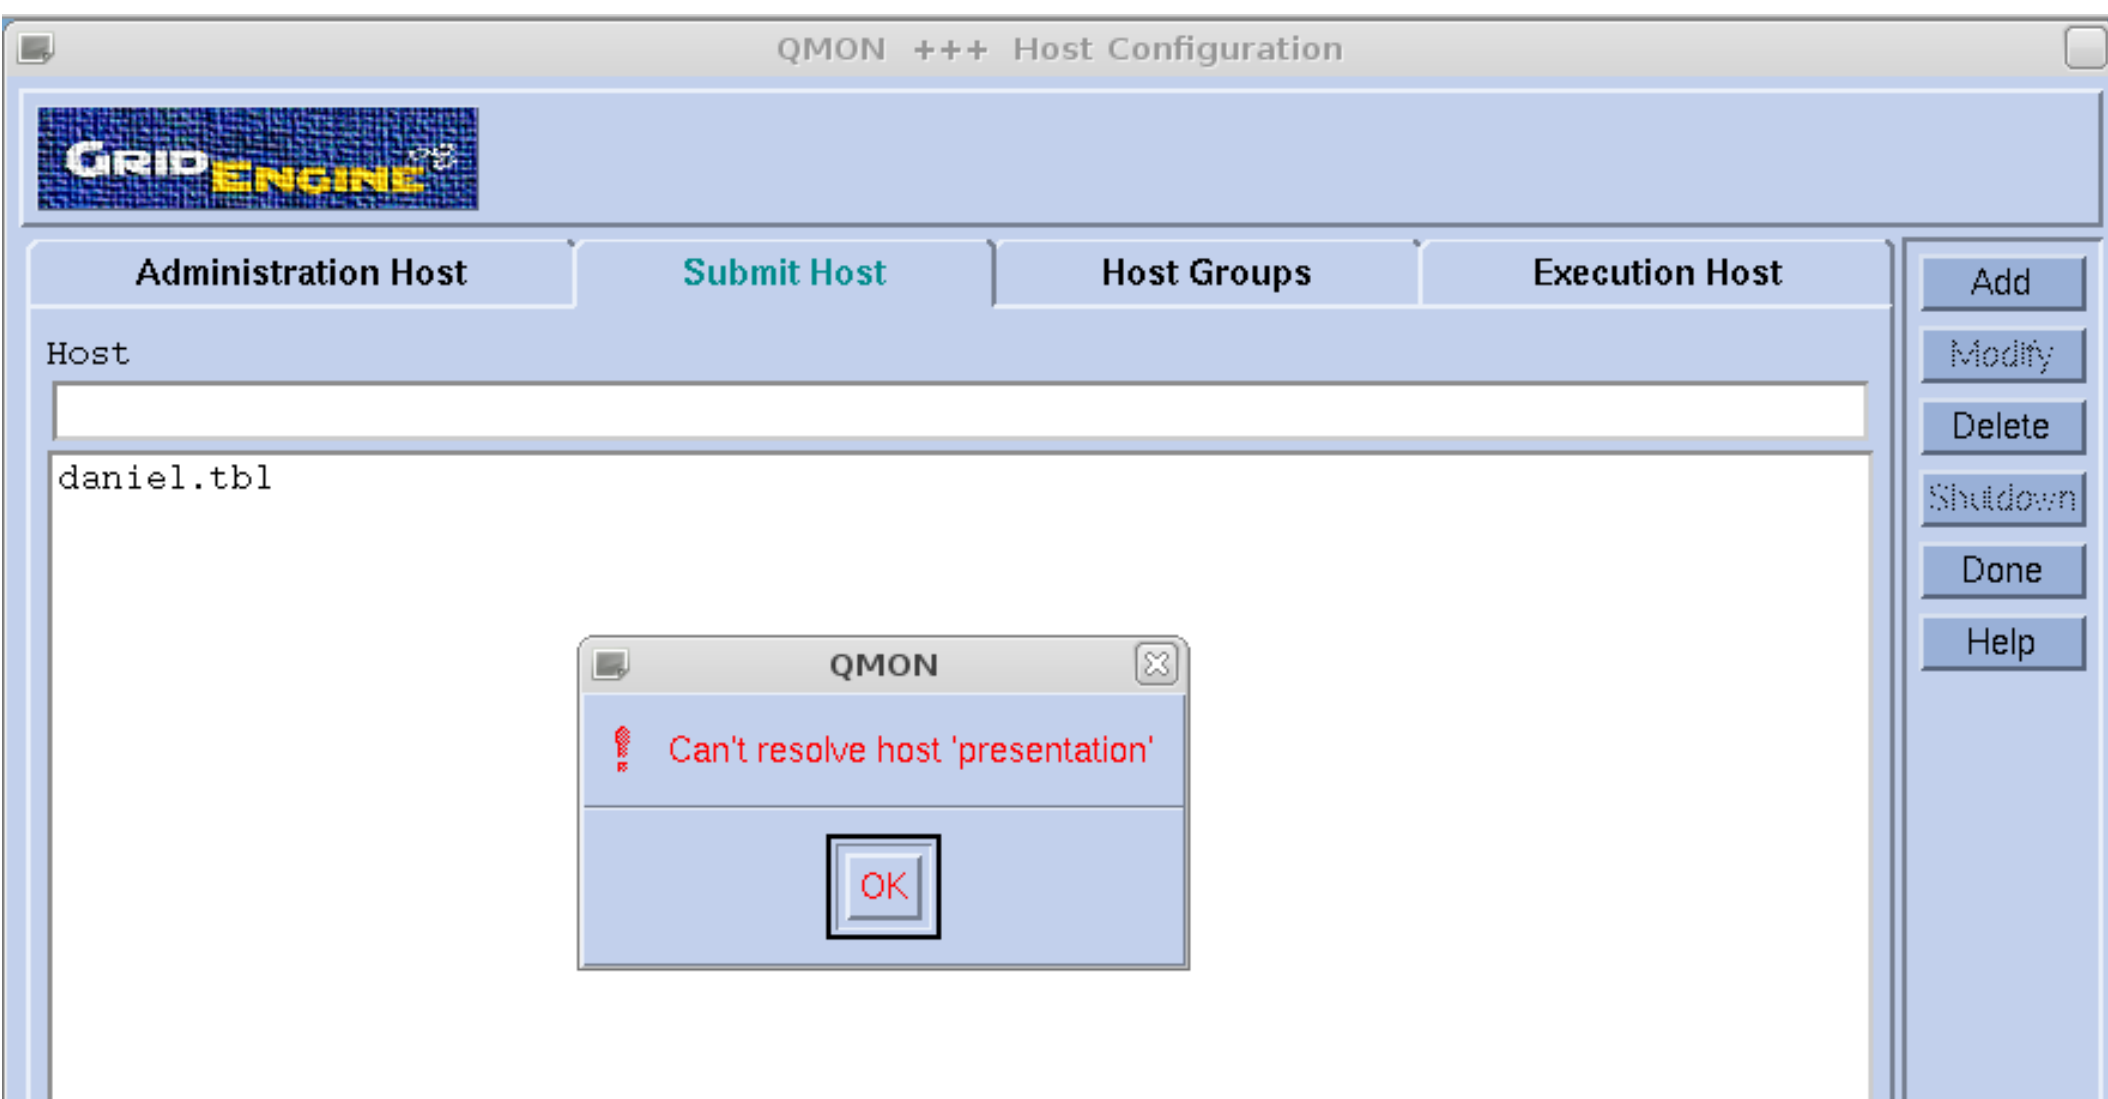 QMON +++ Host Configuration
GRID ENGINE
Administration Host
Submit Host
Host Groups
Execution Host
Add
Host
Modify
Delete
daniel.tbl
Shutdown
Done
Help
QMON
Can't resolve host 'presentation'
OK